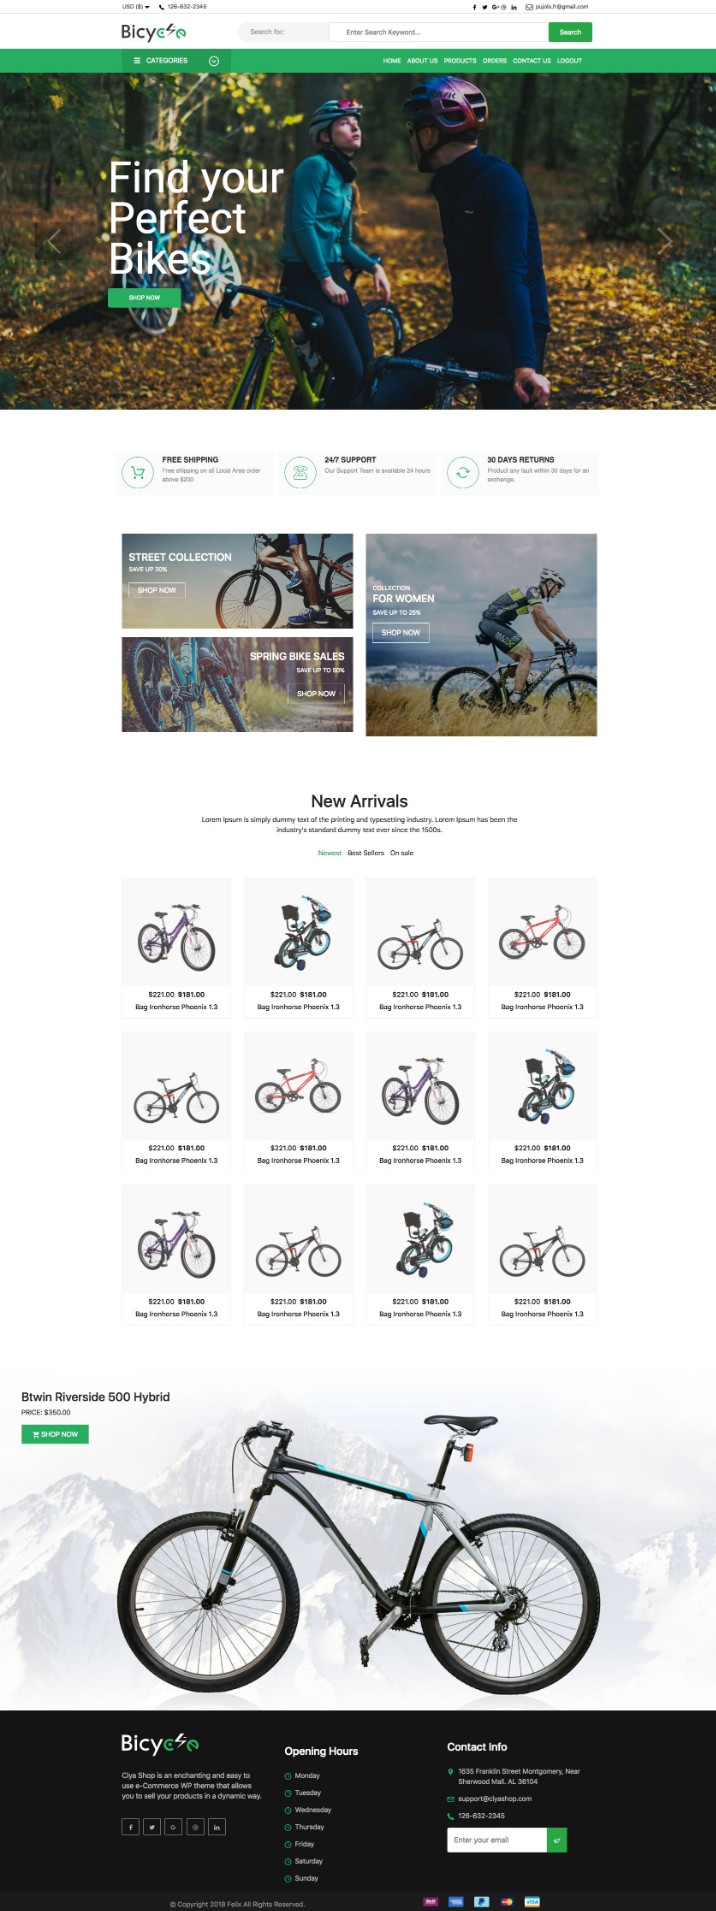 USD ($)
126-632-2345
pujols.fr@gmail.com
Bicycle
Search for:
Enter Search Keyword...
Search
CATEGORIES
HOME ABOUT US PRODUCTS ORDERS CONTACT US LOGOUT
Find your
Perfect
Bikes
SHOP NOW
FREE SHIPPING
Free shipping on all Local Area order
above $200
24/7 SUPPORT
Our Support Team is available 24 hours
30 DAYS RETURNS
Product any fault within 30 days for an
exchange.
STREET COLLECTION
SAVE UP 30%
SHOP NOW
SPRING BIKE SALES
SAVE UP TO 50%
SHOP NOW
COLLECTION
FOR WOMEN
SAVE UP TO 25%
SHOP NOW
New Arrivals
Lorem Ipsum is simply dummy text of the printing and typesetting industry. Lorem Ipsum has been the
industry's standard dummy text ever since the 1500s.
Newest Best Sellers On sale
$221.00 $181.00
Bag Ironhorse Phoenix 1.3
$221.00 $181.00
Bag Ironhorse Phoenix 1.3
$221.00 $181.00
Bag Ironhorse Phoenix 1.3
$221.00 $181.00
Bag Ironhorse Phoenix 1.3
$221.00 $181.00
Bag Ironhorse Phoenix 1.3
$221.00 $181.00
Bag Ironhorse Phoenix 1.3
$221.00 $181.00
Bag Ironhorse Phoenix 1.3
$221.00 $181.00
Bag Ironhorse Phoenix 1.3
$221.00 $181.00
Bag Ironhorse Phoenix 1.3
$221.00 $181.00
Bag Ironhorse Phoenix 1.3
$221.00 $181.00
Bag Ironhorse Phoenix 1.3
$221.00 $181.00
Bag Ironhorse Phoenix 1.3
Btwin Riverside 500 Hybrid
PRICE: $350.00
SHOP NOW
Bicycle
Ciya Shop is an enchanting and easy to
use e-Commerce WP theme that allows
you to sell your products in a dynamic way.
Opening Hours
Monday
Tuesday
Wednesday
Thursday
Friday
Saturday
Sunday
Contact Info
1635 Franklin Street Montgomery, Near
Sherwood Mall. AL 36104
support@ciyashop.com
126-632-2345
Enter your email
© Copyright 2018 Felix All Rights Reserved.
VISA